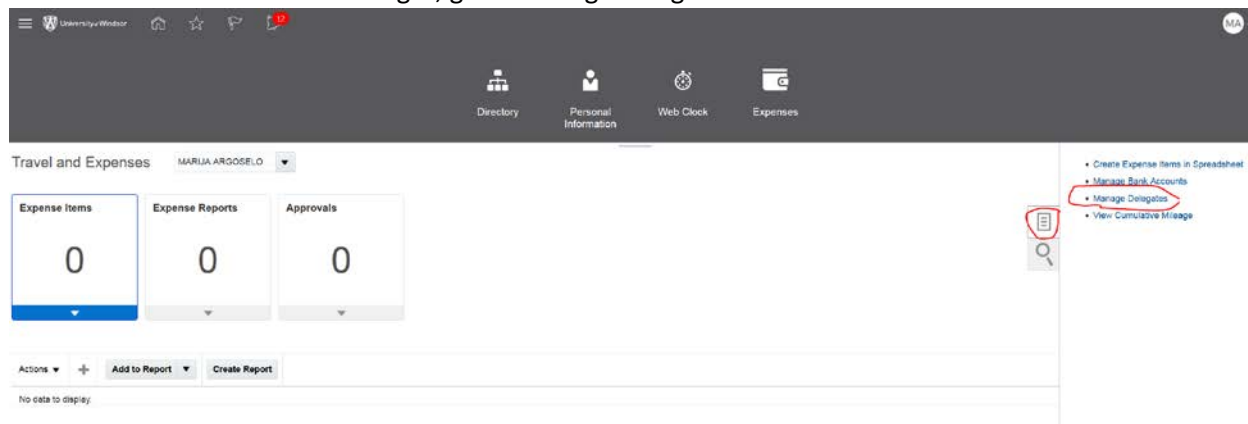 University of Windsor
12
MA
Directory
Personal
Information
Web Clock
Expenses
Travel and Expenses
MARIJA ARGOSELO
Create Expense Items in Spreadsheet
Manage Bank Accounts
Manage Delegates
View Cumulative Mileage
Expense Items
0
Expense Reports
0
Approvals
0
Actions
Add to Report
Create Report
No data to display.